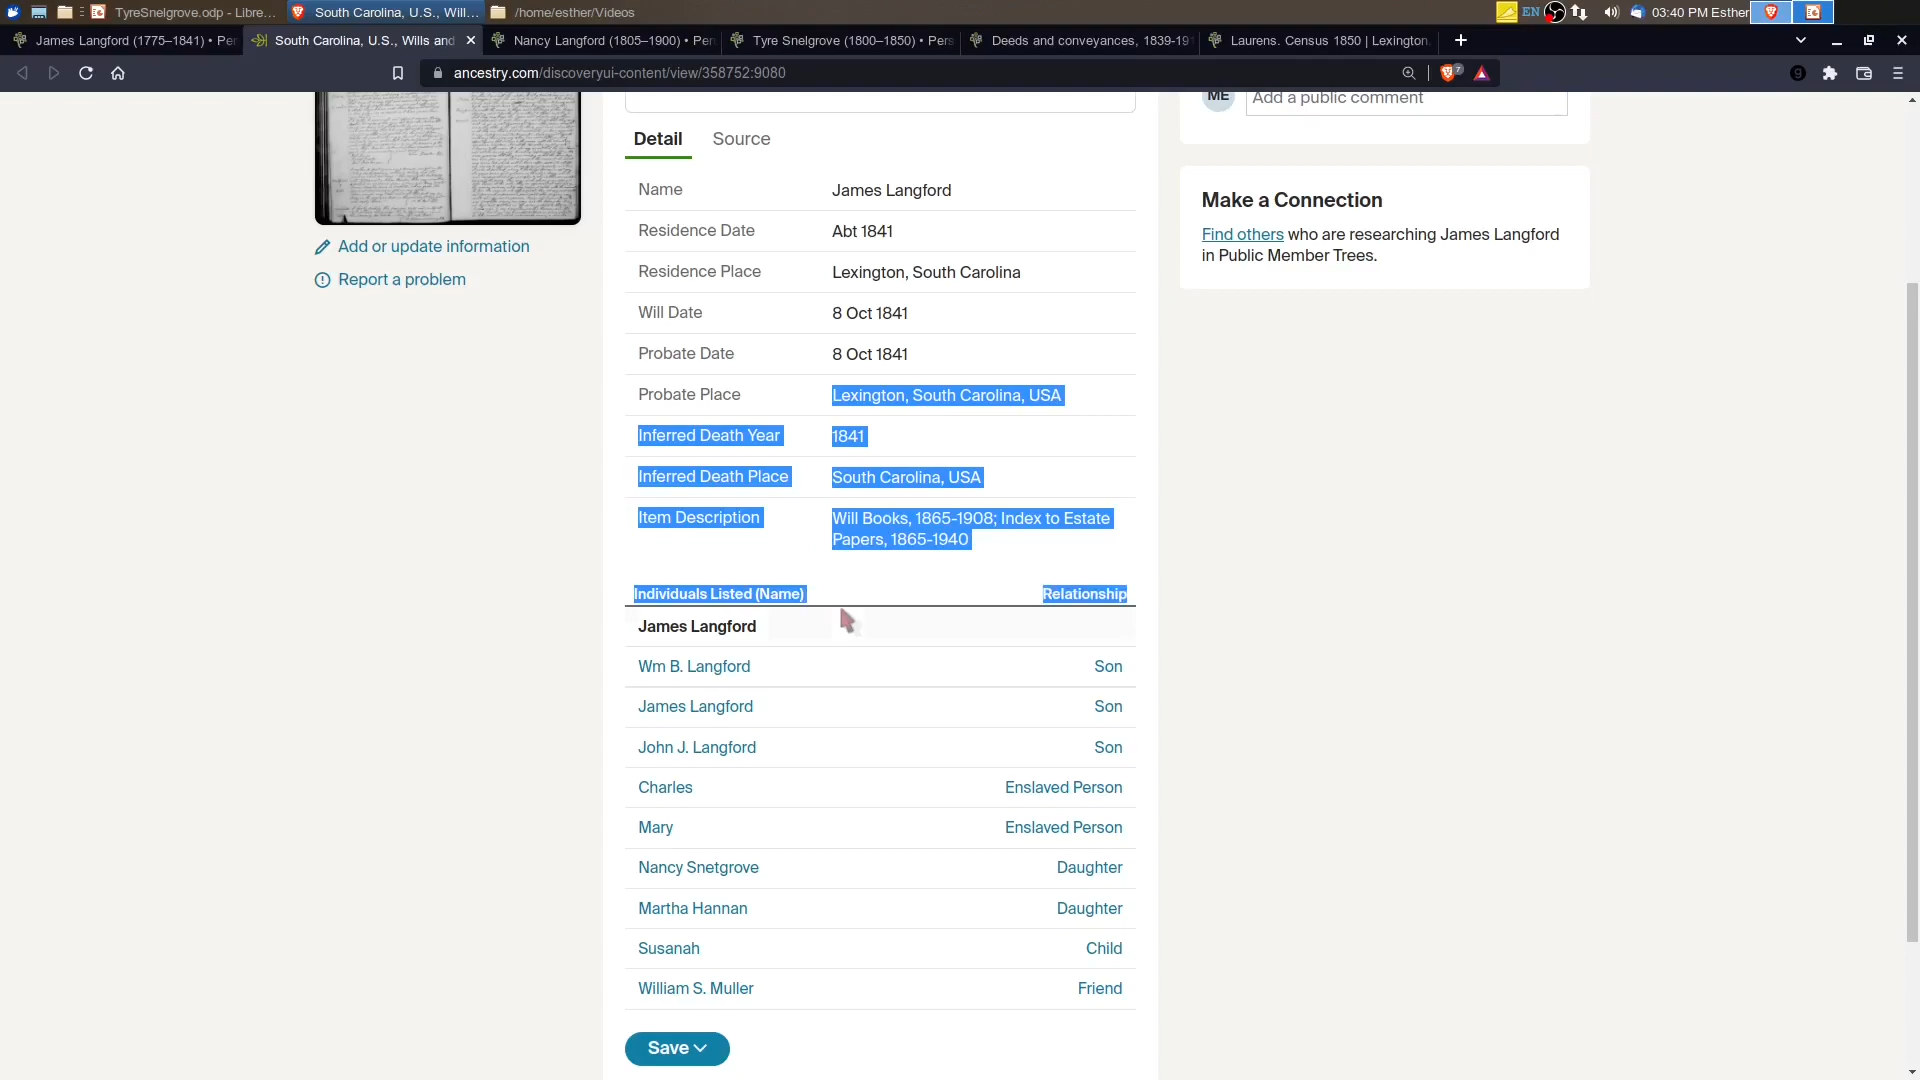 TyreSnelgrove.odp - Libre...
South Carolina, U.S., Will...
/home/esther/Videos
EN
03:40 PM Esther
James Langford (1775–1841) • Per
South Carolina, U.S., Wills and
Nancy Langford (1805–1900) • Per
Tyre Snelgrove (1800–1850) • Pers
Deeds and conveyances, 1839-191
Laurens. Census 1850 | Lexington
ancestry.com/discoveryui-content/view/358752:9080
7
ME
Add a public comment
Detail
Source
Name
James Langford
Residence Date
Abt 1841
Residence Place
Lexington, South Carolina
Will Date
8 Oct 1841
Probate Date
8 Oct 1841
Probate Place
Lexington, South Carolina, USA
Inferred Death Year
1841
Inferred Death Place
South Carolina, USA
Item Description
Will Books, 1865-1908; Index to Estate
Papers, 1865-1940
Individuals Listed (Name)
Relationship
James Langford
Wm B. Langford
Son
James Langford
Son
John J. Langford
Son
Charles
Enslaved Person
Mary
Enslaved Person
Nancy Snetgrove
Daughter
Martha Hannan
Daughter
Susanah
Child
William S. Muller
Friend
Save
Add or update information
Report a problem
Make a Connection
Find others who are researching James Langford
in Public Member Trees.